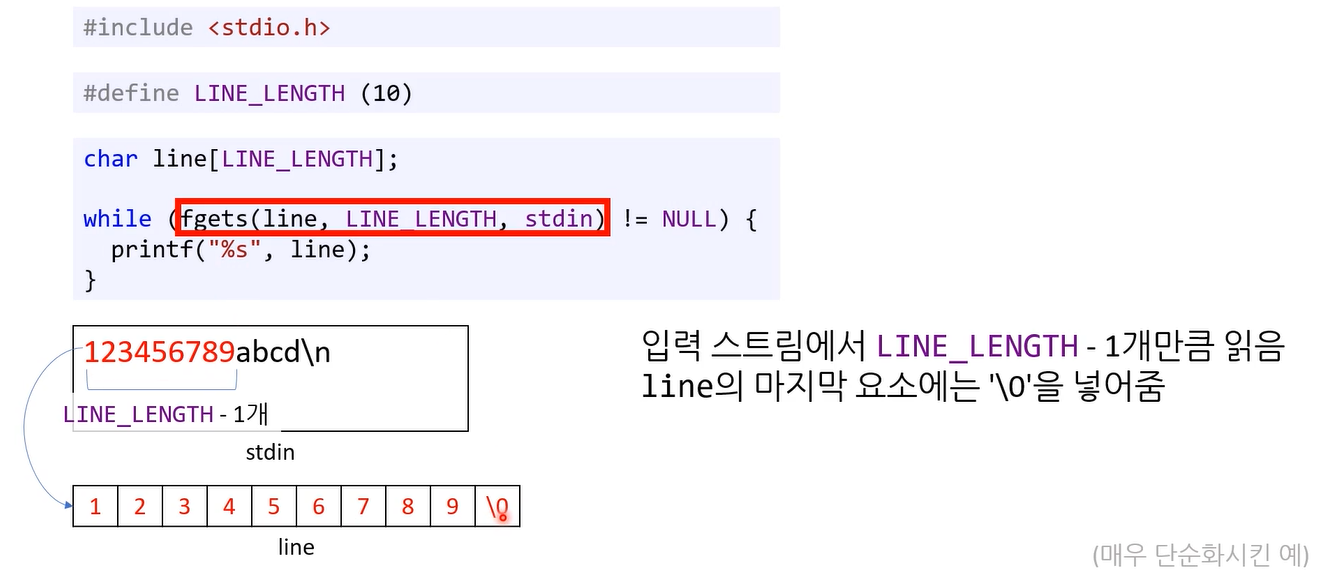 #include <stdio.h>
#define LINE_LENGTH (10)
char line[LINE_LENGTH];
while (fgets(line, LINE_LENGTH, stdin) != NULL) {
printf("%s", line);
}
123456789abcd\n
LINE_LENGTH - 1개
stdin
1 2 3 4 5 6 7 8 9 \0
line
입력 스트림에서 LINE_LENGTH - 1개만큼 읽음
line의 마지막 요소에는 '\0'을 넣어줌
(매우 단순화시킨 예)